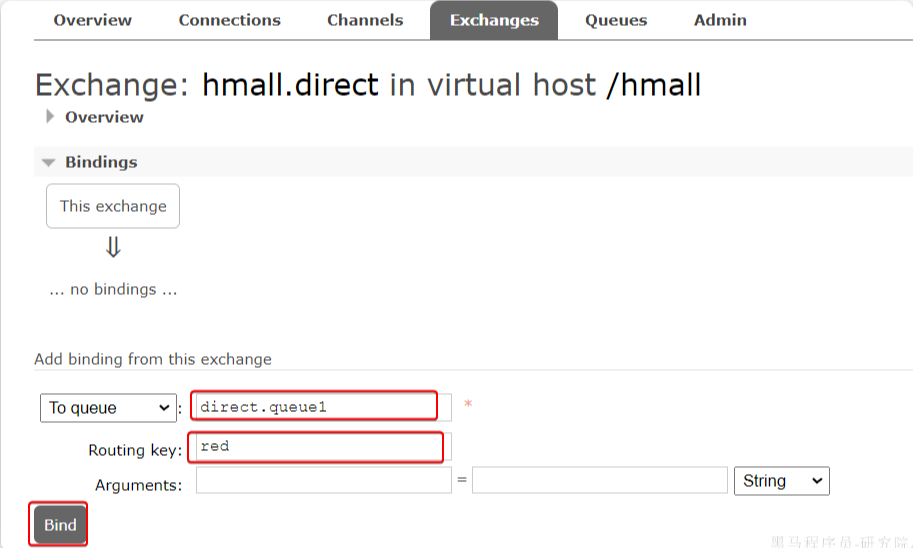 Overview Connections Channels Exchanges Queues Admin
Exchange: hmall.direct in virtual host /hmall
Overview
Bindings
This exchange
⇓
... no bindings ...
Add binding from this exchange
To queue : direct.queue1 *
Routing key: red
Arguments: = String
Bind
黑马程序员-研究院